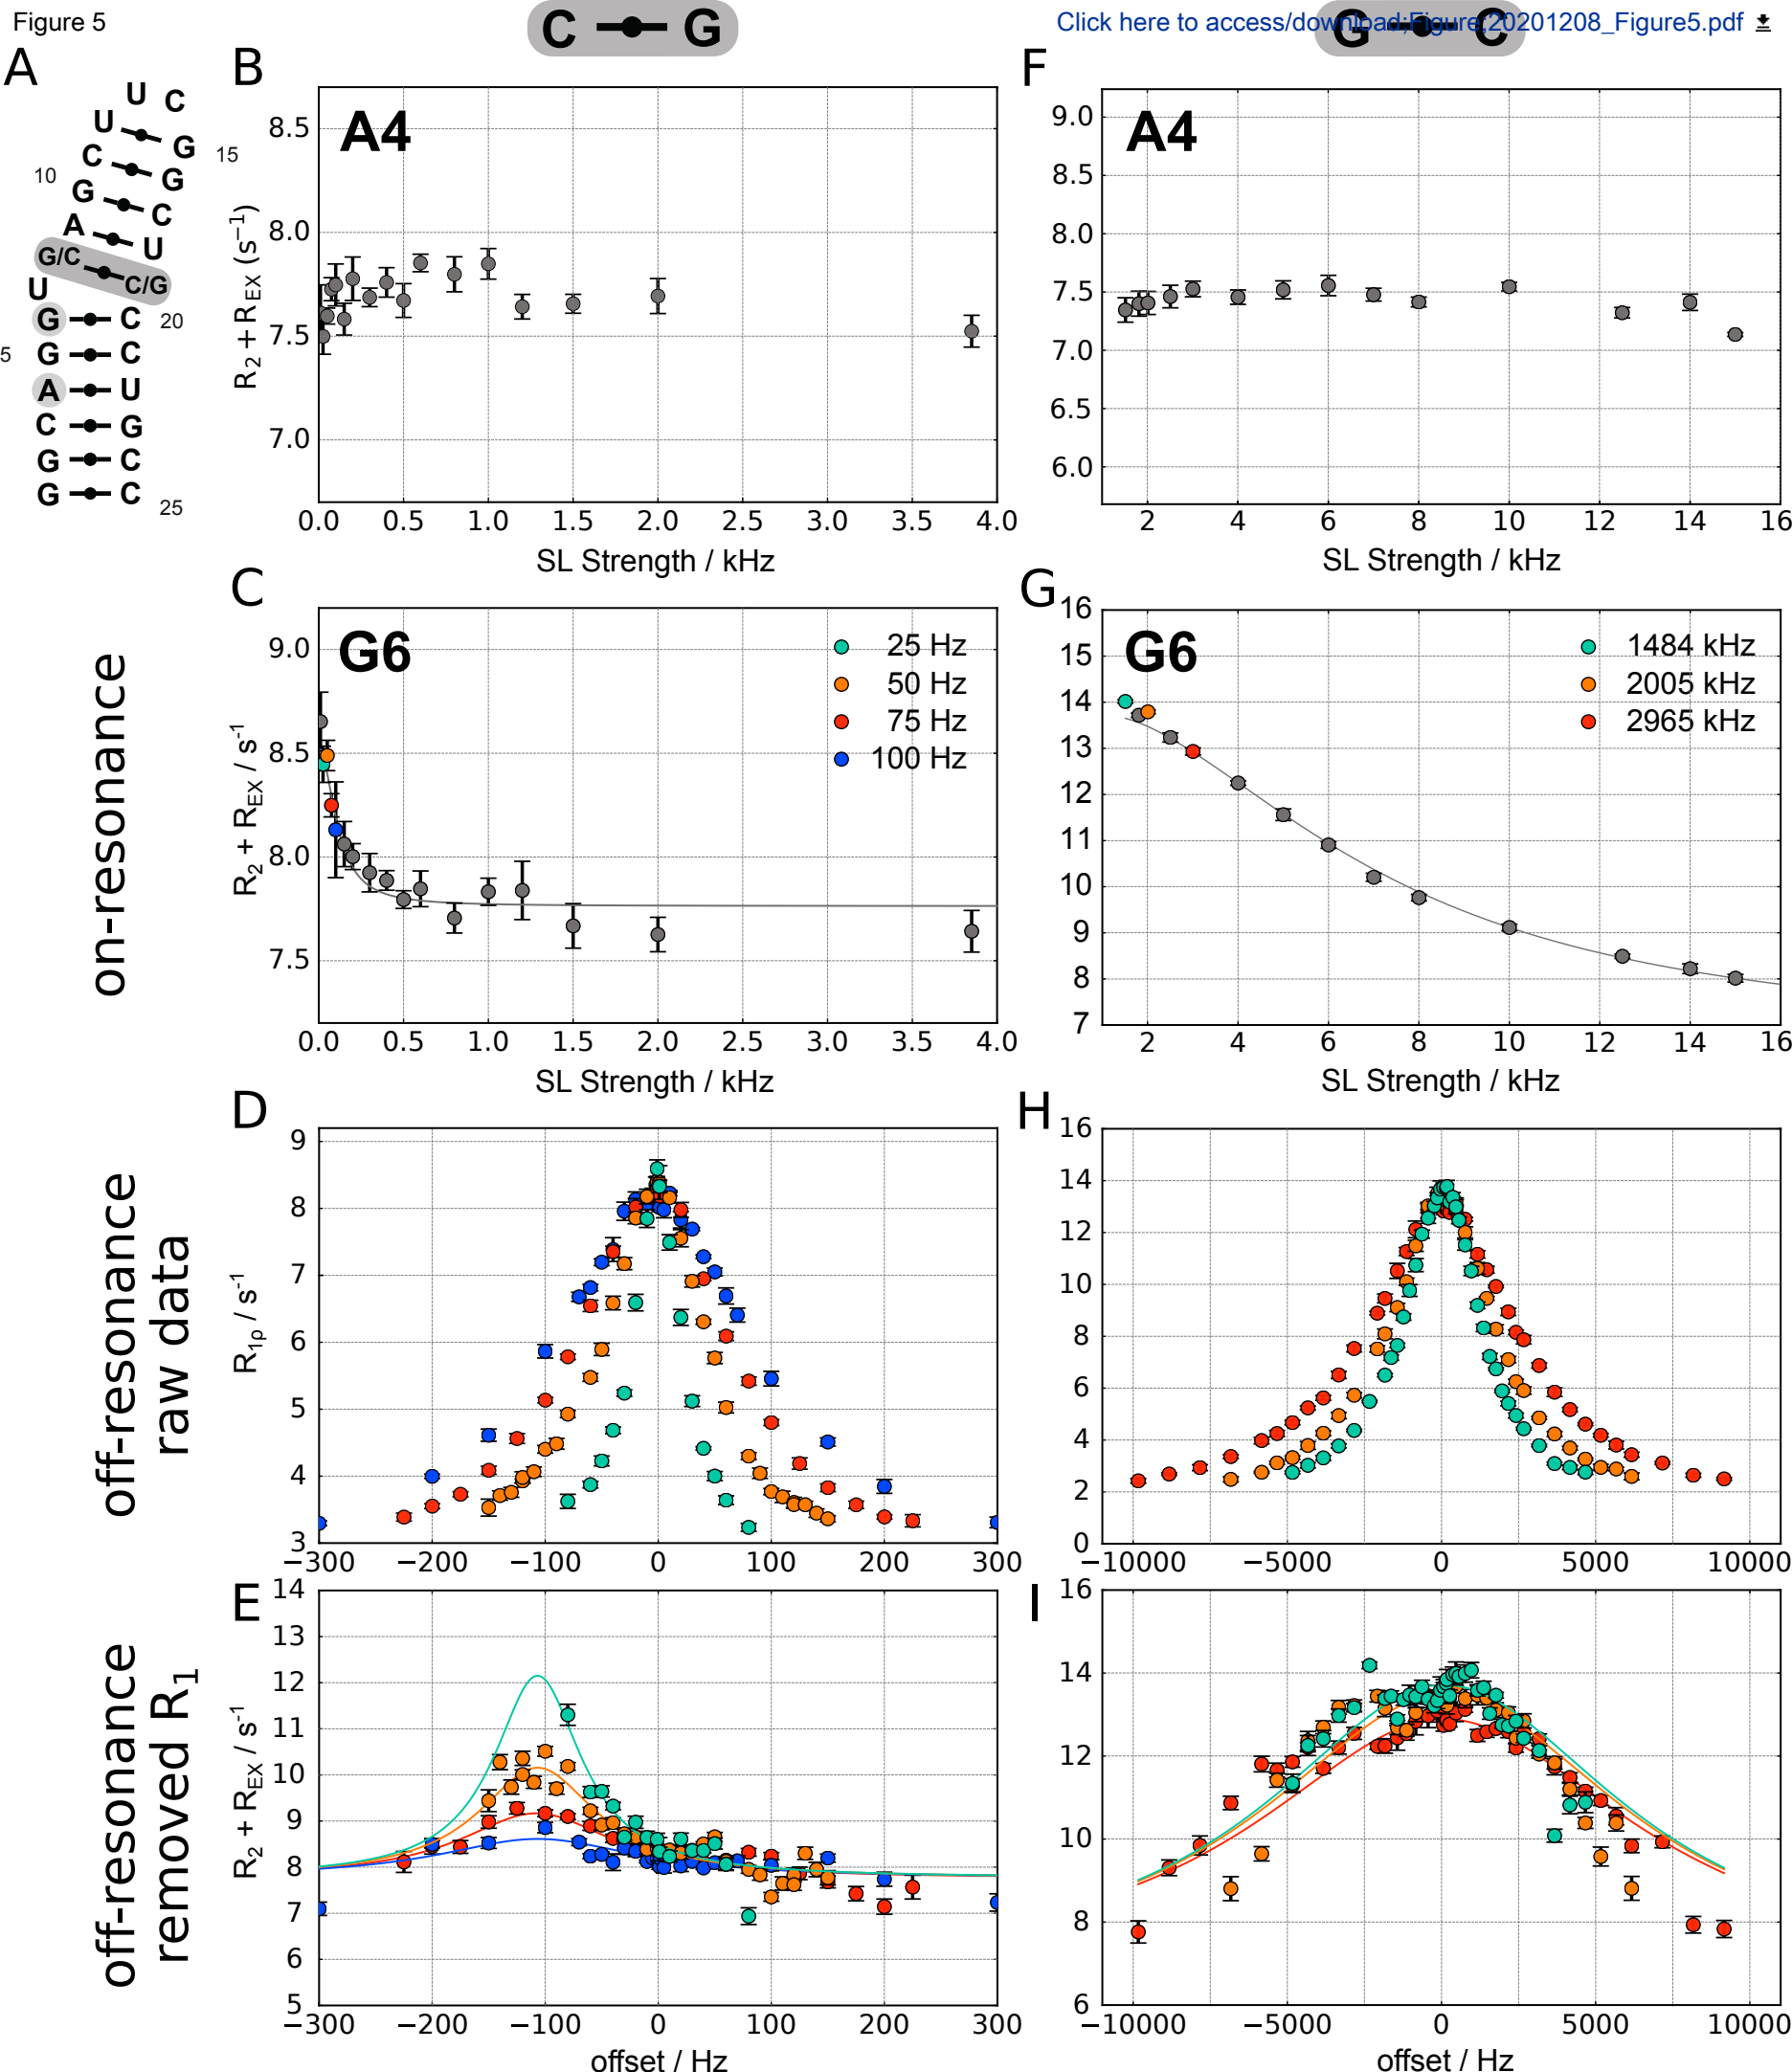 Figure 5
C G
Click here to access/download;Figure;20201208_Figure5.pdf
G C
A
U C
U G 15
C G
10 G C
A U
G/C C/G
U
G C 20
5 G C
A U
C G
G C
G C 25
B
A4
8.5
8.0
7.5
7.0
R2 + REX (s−1)
0.0 0.5 1.0 1.5 2.0 2.5 3.0 3.5 4.0
SL Strength / kHz
F
A4
9.0
8.5
8.0
7.5
7.0
6.5
6.0
2 4 6 8 10 12 14 16
SL Strength / kHz
on-resonance
C
G6
25 Hz
50 Hz
75 Hz
100 Hz
9.0
8.5
8.0
7.5
R2 + REX / s-1
0.0 0.5 1.0 1.5 2.0 2.5 3.0 3.5 4.0
SL Strength / kHz
G
G6
1484 kHz
2005 kHz
2965 kHz
16
15
14
13
12
11
10
9
8
7
2 4 6 8 10 12 14 16
SL Strength / kHz
off-resonance
raw data
D
9
8
7
6
5
4
3
R1ρ / s-1
−300 −200 −100 0 100 200 300
H
16
14
12
10
8
6
4
2
0
−10000 −5000 0 5000 10000
off-resonance
removed R1
E
14
13
12
11
10
9
8
7
6
5
R2 + REX / s-1
−300 −200 −100 0 100 200 300
offset / Hz
I
16
14
12
10
8
6
−10000 −5000 0 5000 10000
offset / Hz